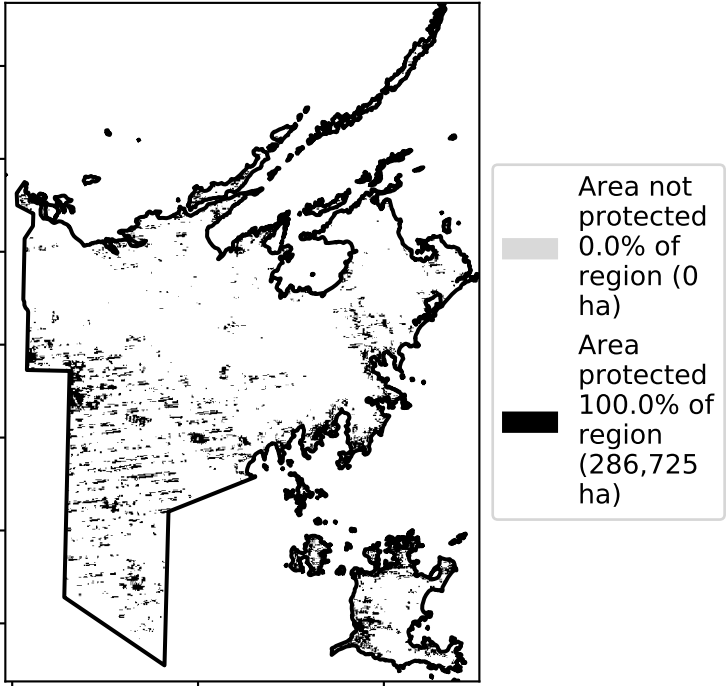 Area not
protected
0.0% of
region (0
ha)
Area
protected
100.0% of
region
(286,725
ha)